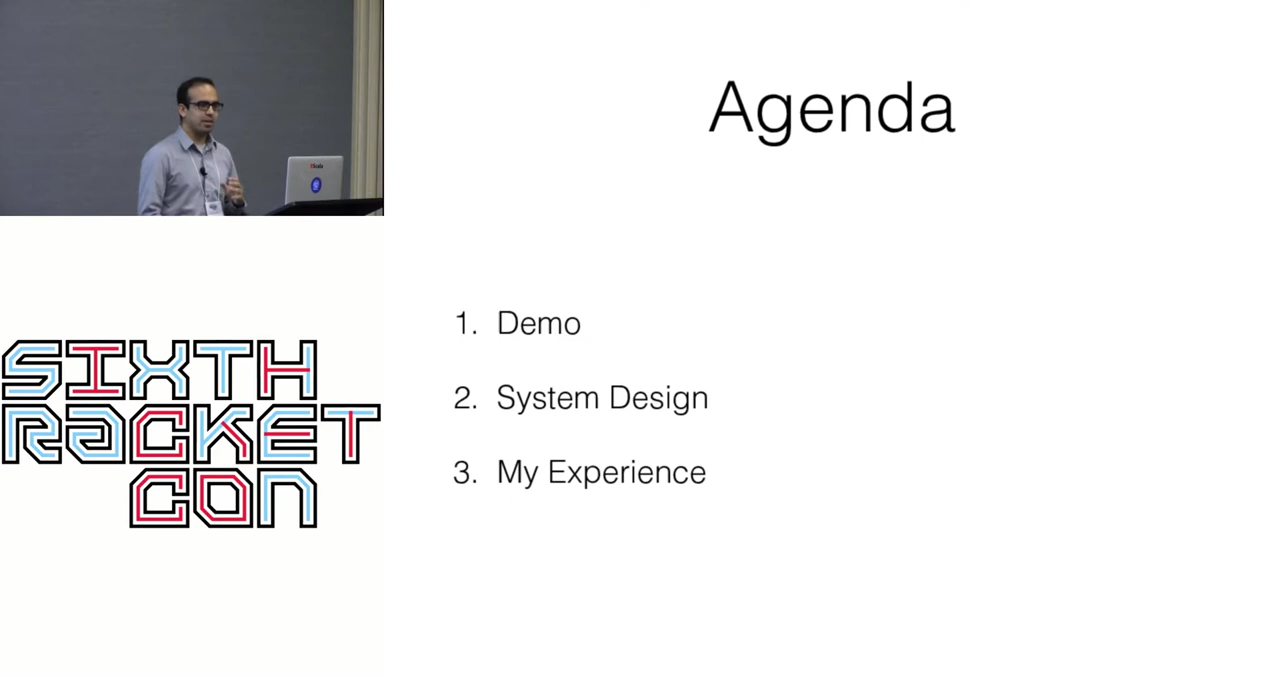 Agenda
1. Demo
2. System Design
3. My Experience
SIXTH
RACKET
CON